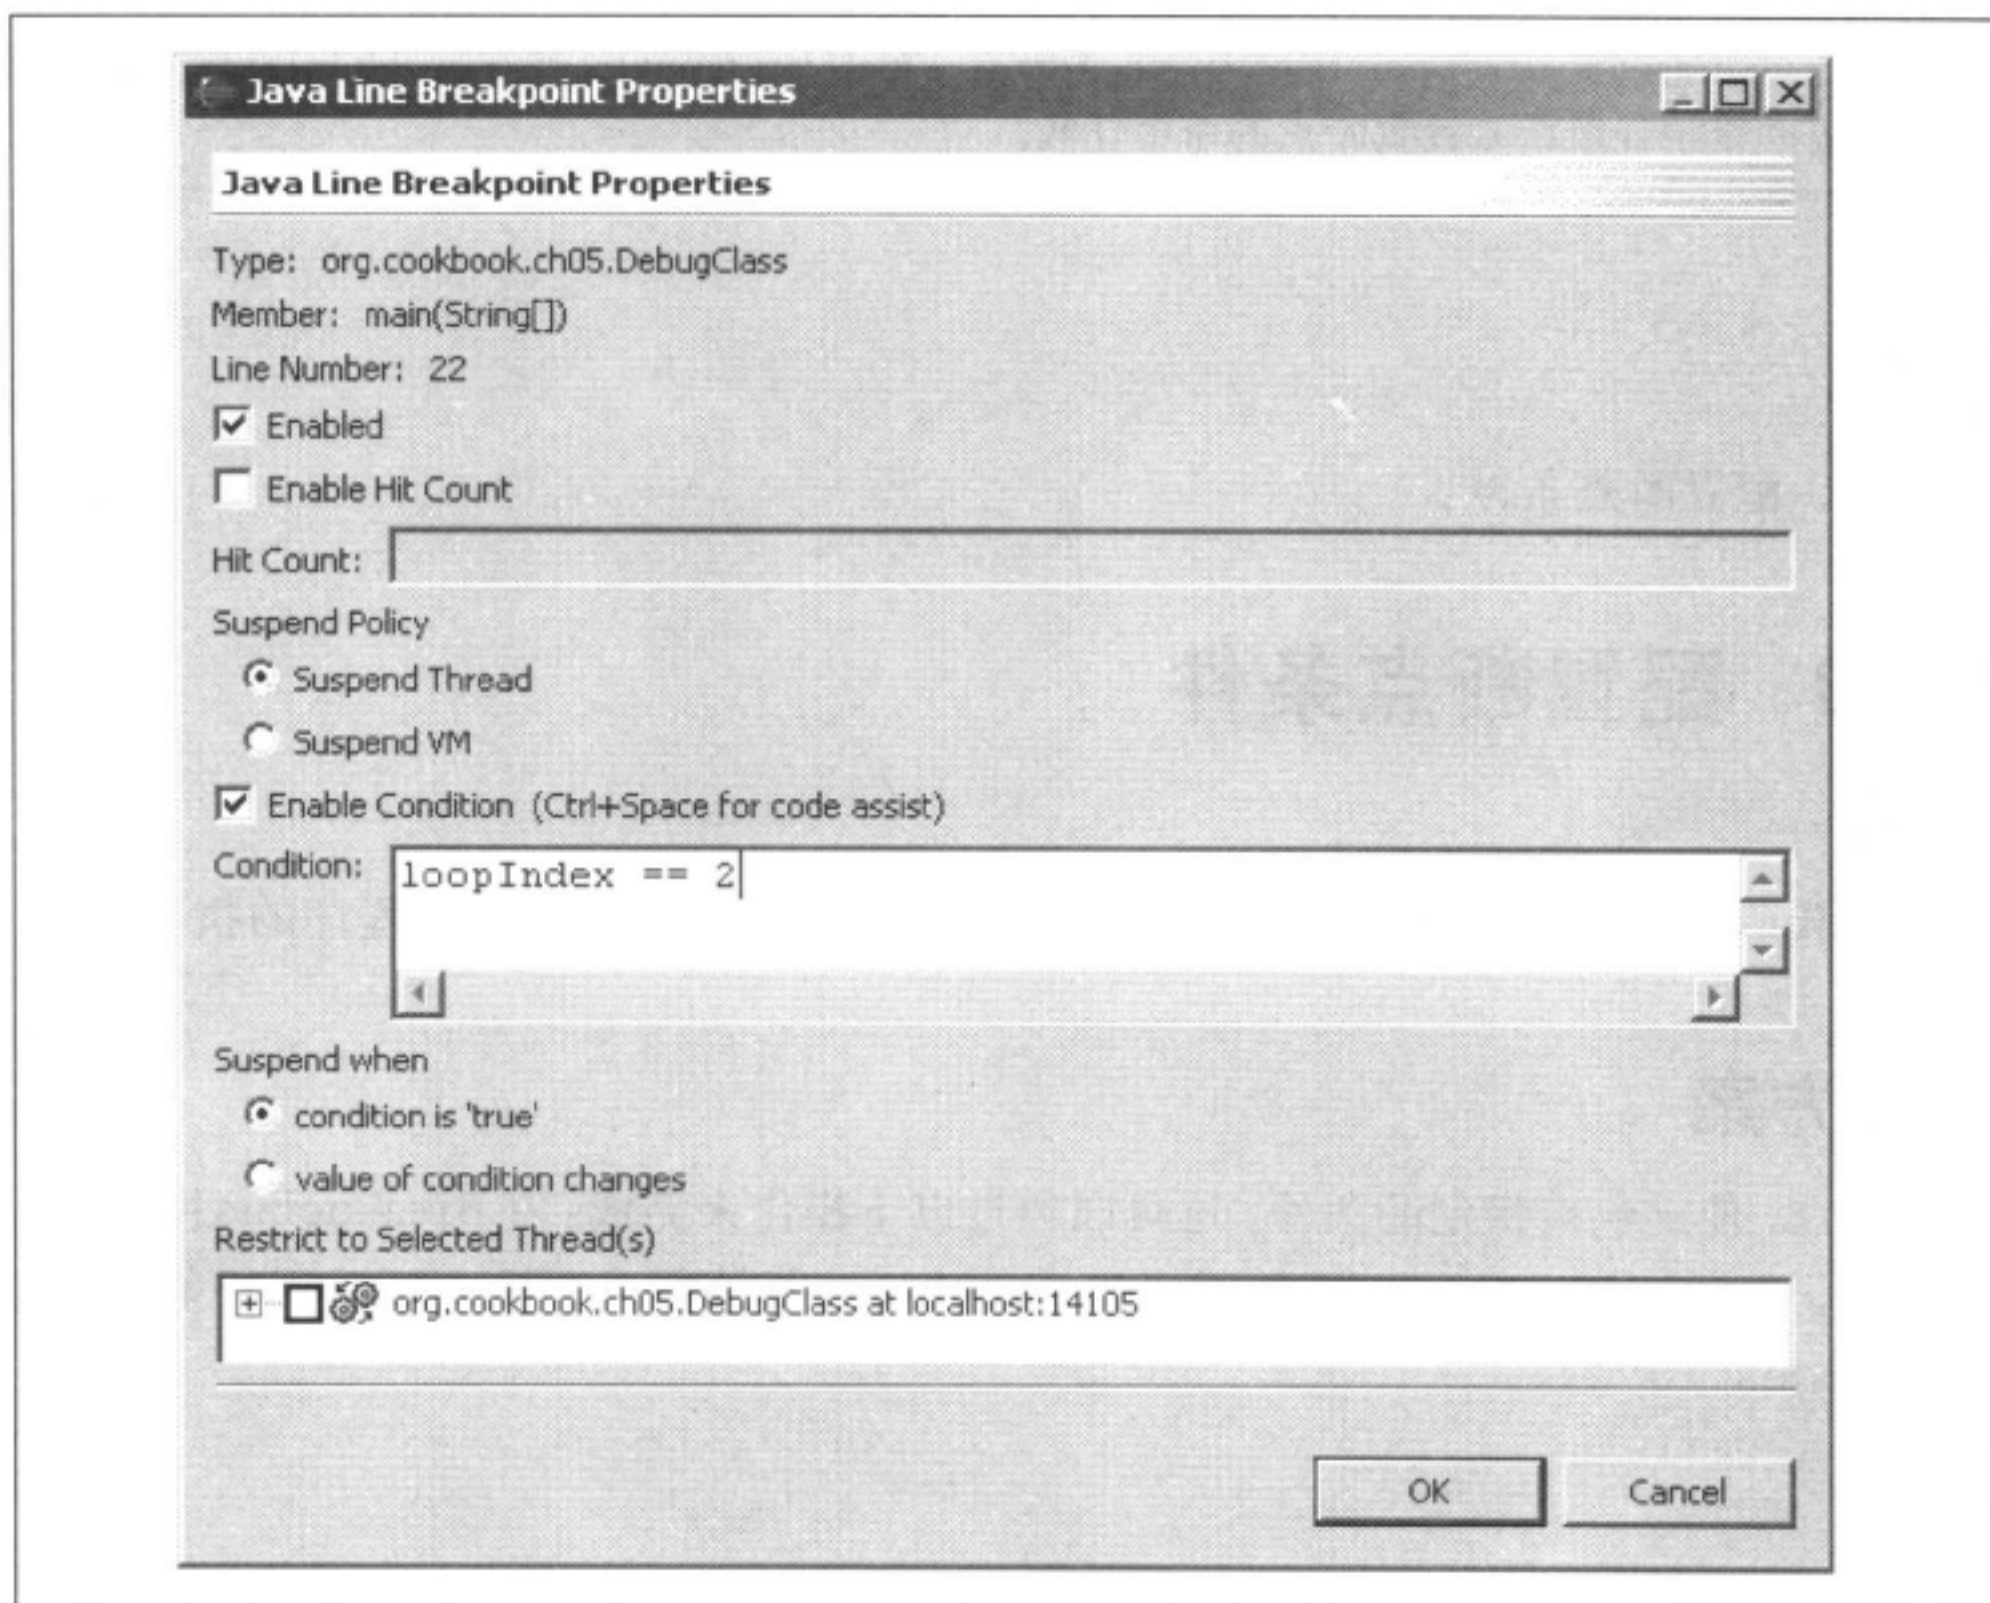 Java Line Breakpoint Properties
Java Line Breakpoint Properties
Type: org.cookbook.ch05.DebugClass
Member: main(String[])
Line Number: 22
Enabled
Enable Hit Count
Hit Count:
Suspend Policy
Suspend Thread
Suspend VM
Enable Condition (Ctrl+Space for code assist)
Condition: loopIndex == 2
Suspend when
condition is 'true'
value of condition changes
Restrict to Selected Thread(s)
org.cookbook.ch05.DebugClass at localhost:14105
OK Cancel